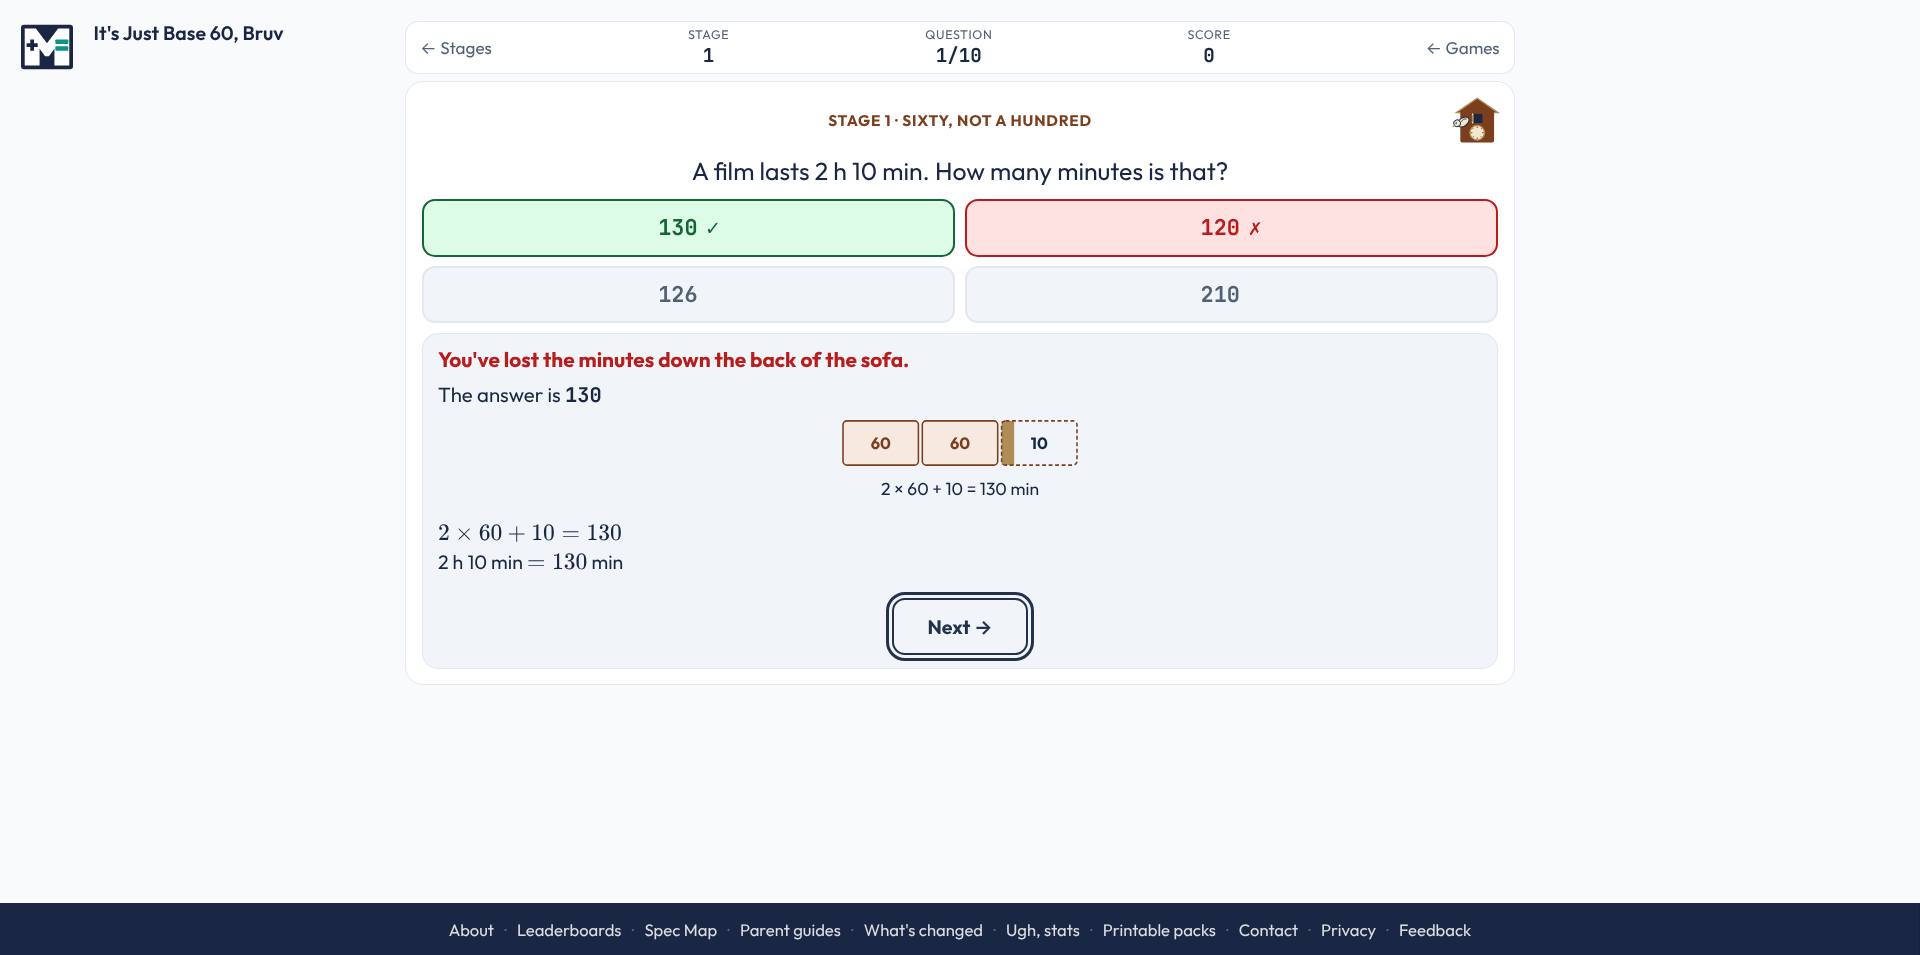 It's Just Base 60, Bruv
← Stages
STAGE
1
QUESTION
1/10
SCORE
0
← Games
STAGE 1 · SIXTY, NOT A HUNDRED
A film lasts 2 h 10 min. How many minutes is that?
130 ✓
120 ✗
126
210
You've lost the minutes down the back of the sofa.
The answer is 130
60 60 10
2 × 60 + 10 = 130 min
2 × 60 + 10 = 130
2 h 10 min = 130 min
Next →
About · Leaderboards · Spec Map · Parent guides · What's changed · Ugh, stats · Printable packs · Contact · Privacy · Feedback